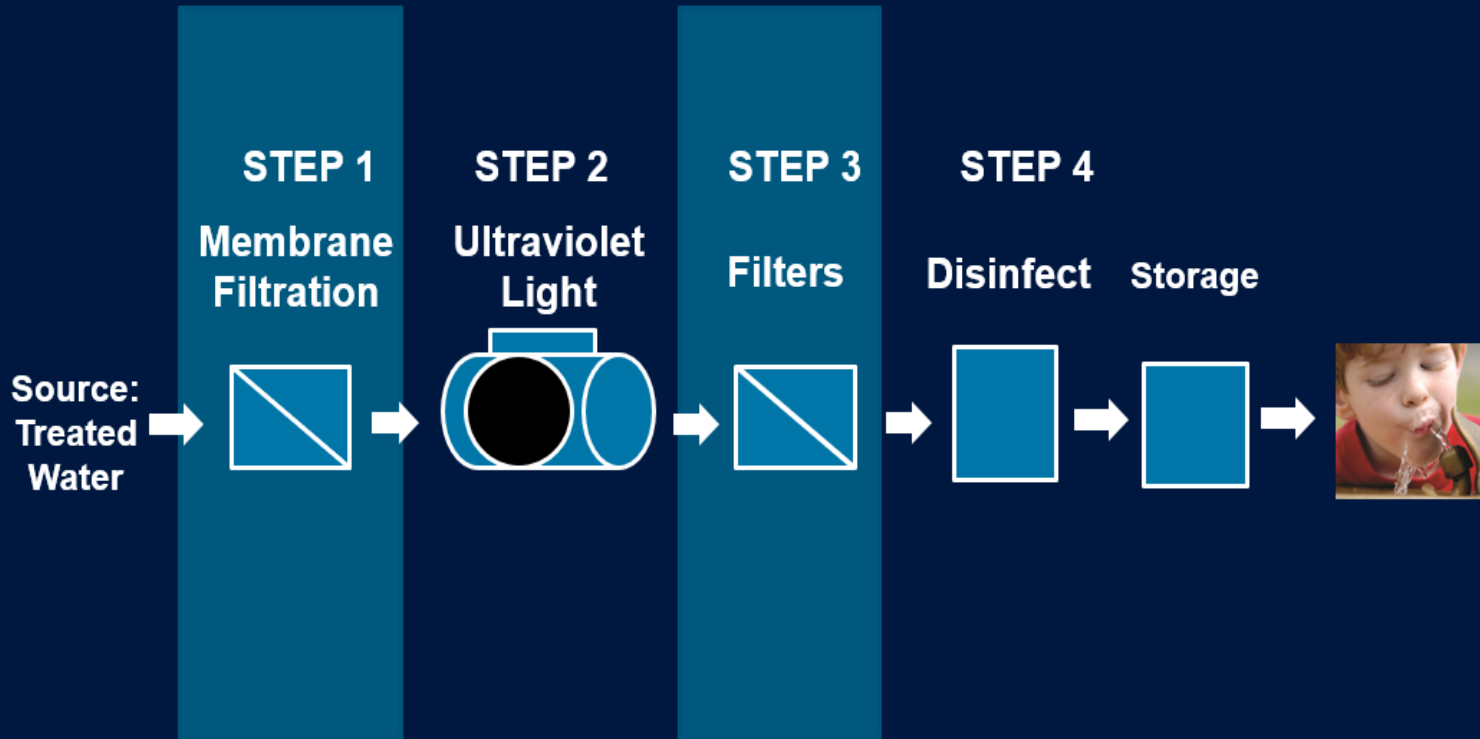 STEP 1
Membrane
Filtration
STEP 2
Ultraviolet
Light
STEP 3
Filters
STEP 4
Disinfect
Storage
Source:
Treated
Water